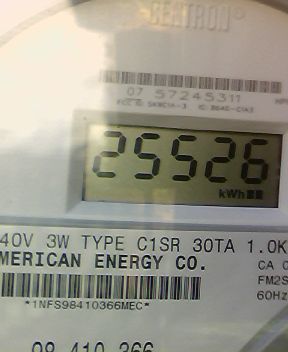 CENTRON®
07 57245311
25526
kWh
40V 3W TYPE C1SR 30TA 1.0K
MERICAN ENERGY CO.
CA 0
FM2S
60Hz
*1NFS98410366MEC*
98 410 366